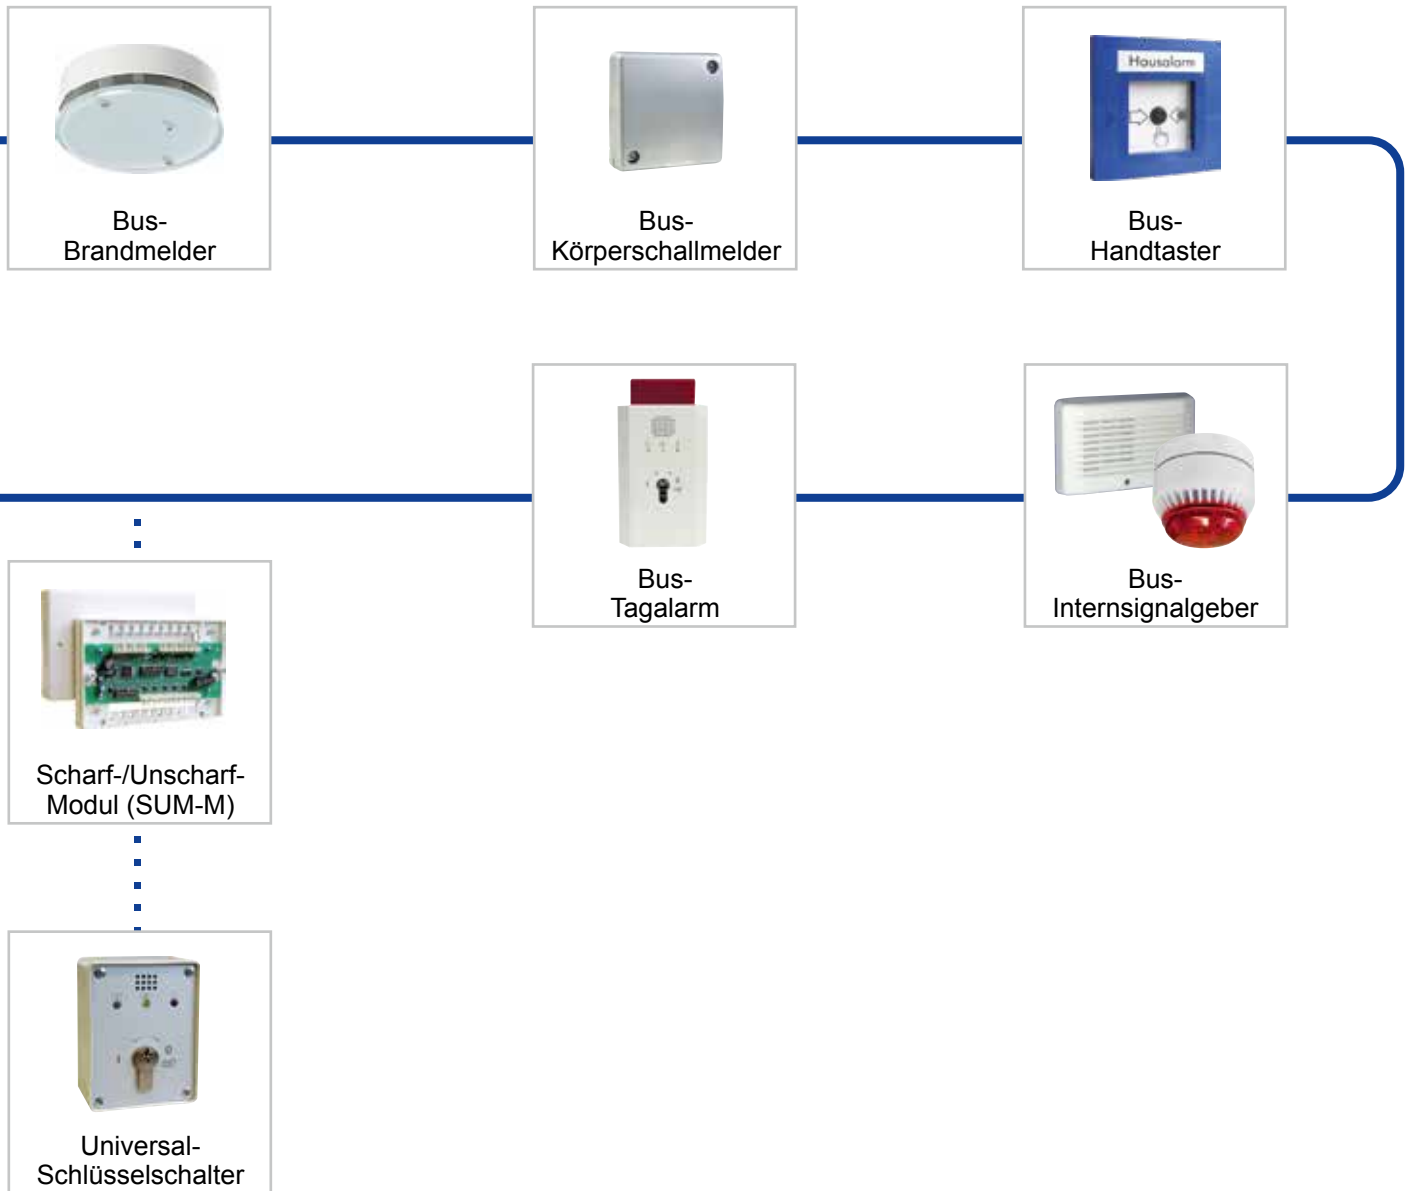 Hausalarm
Bus-
Brandmelder
Bus-
Körperschallmelder
Bus-
Handtaster
Bus-
Tagalarm
Bus-
Internsignalgeber
Scharf-/Unscharf-
Modul (SUM-M)
Universal-
Schlüsselschalter